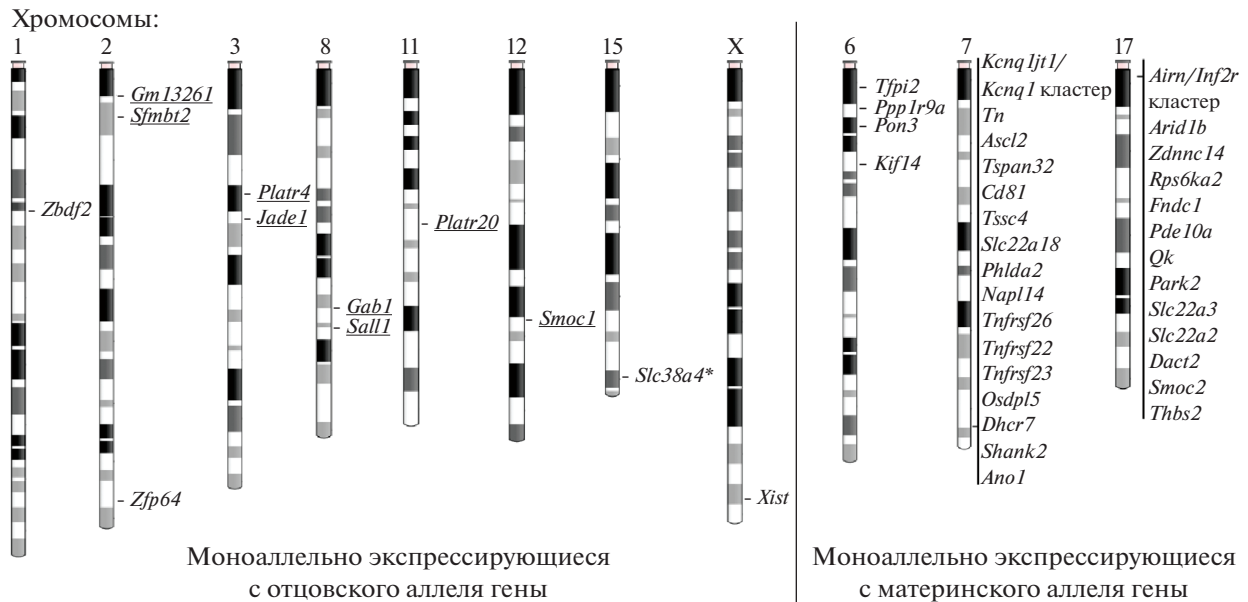 Хромосомы:
1
2
3
8
11
12
15
X
6
7
17
Gm13261
Sfmbt2
Zbdf2
Zfp64
Platr4
Jade1
Gab1
Sall1
Platr20
Smoc1
Slc38a4*
Xist
Tfpi2
Ppp1r9a
Pon3
Kif14
Kcnq1jt1/
Kcnq1 кластер
Tn
Ascl2
Tspan32
Cd81
Tssc4
Slc22a18
Phlda2
Napl14
Tnfrsf26
Tnfrsf22
Tnfrsf23
Osdpl5
Dhcr7
Shank2
Ano1
Airn/Inf2r
кластер
Arid1b
Zdnnc14
Rps6ka2
Fndc1
Pde10a
Qk
Park2
Slc22a3
Slc22a2
Dact2
Smoc2
Thbs2
Моноаллельно экспрессирующиеся
с отцовского аллеля гены
Моноаллельно экспрессирующиеся
с материнского аллеля гены